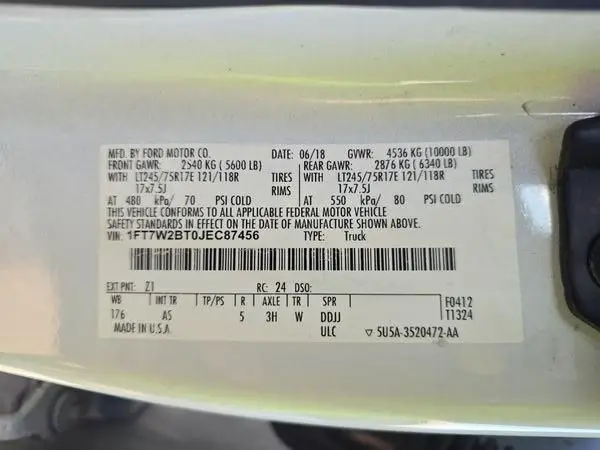 MFD. BY FORD MOTOR CO. DATE: 06/18 GVWR: 4536 KG (10000 LB)
FRONT GAWR: 2540 KG ( 5600 LB) REAR GAWR: 2876 KG ( 6340 LB)
WITH LT245/75R17E 121/118R TIRES WITH LT245/75R17E 121/118R TIRES
17x7.5J RIMS 17x7.5J RIMS
AT 480 kPa/ 70 PSI COLD AT 550 kPa/ 80 PSI COLD
THIS VEHICLE CONFORMS TO ALL APPLICABLE FEDERAL MOTOR VEHICLE
SAFETY STANDARDS IN EFFECT ON THE DATE OF MANUFACTURE SHOWN ABOVE.
VIN: 1FT7W2BT0JEC87456 TYPE: Truck
EXT PNT: Z1 RC: 24 DSO:
WB INT TR TP/PS R AXLE TR SPR F0412
176 AS 5 3H W DDJJ T1324
MADE IN U.S.A. ULC ▽ 5U5A-3520472-AA